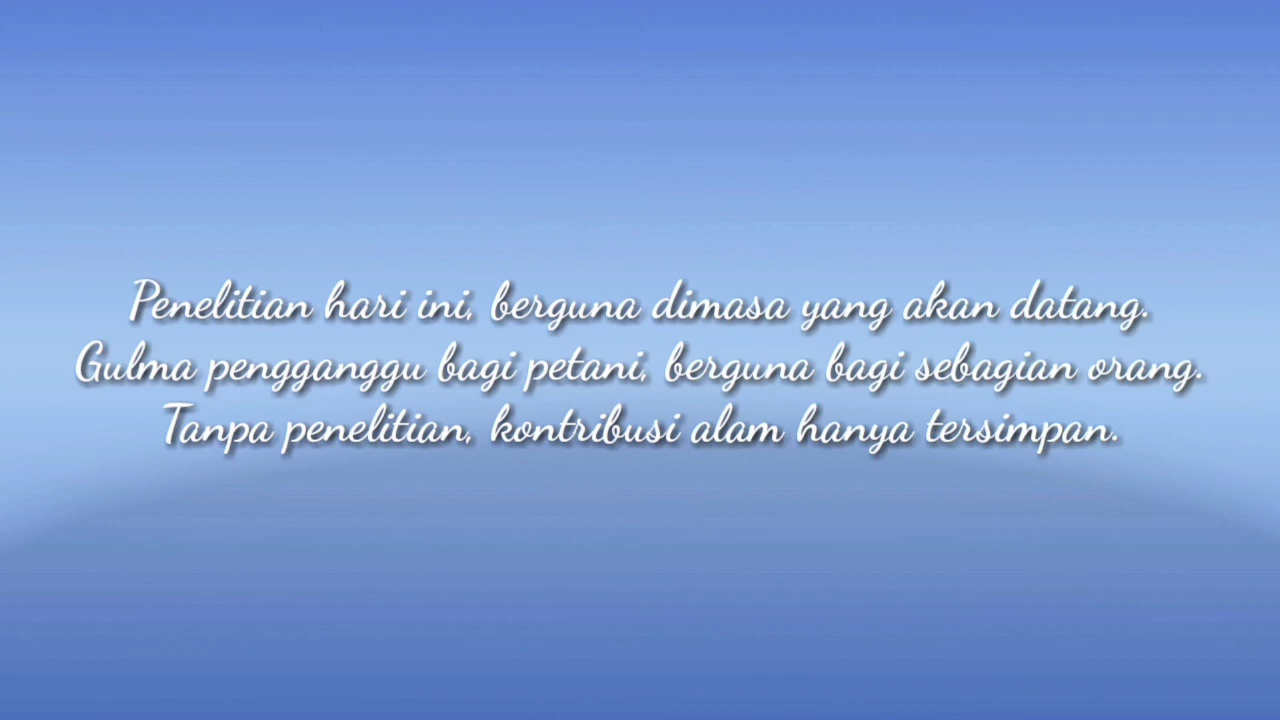 Penelitian hari ini, berguna dimasa yang akan datang.
Gulma pengganggu bagi petani, berguna bagi sebagian orang.
Tanpa penelitian, kontribusi alam hanya tersimpan.